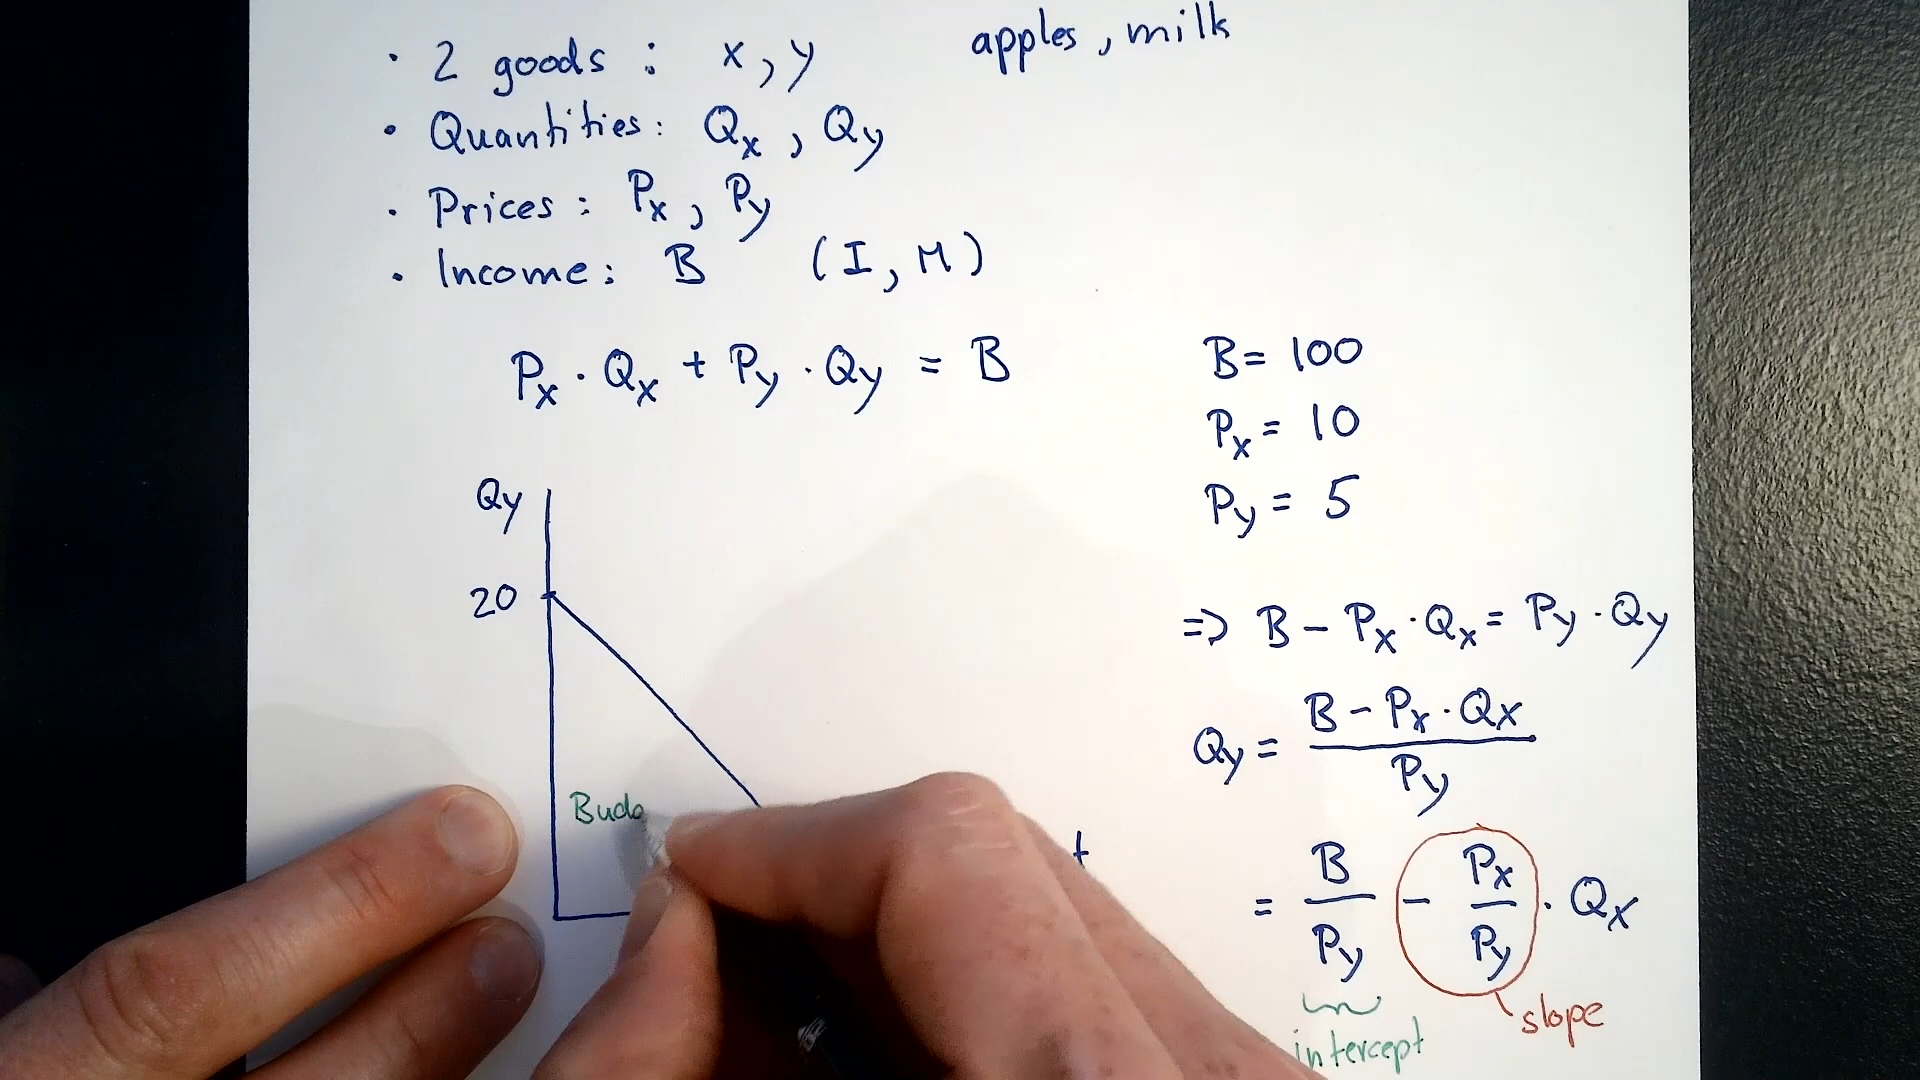 · 2 goods : x, y apples, milk
· Quantities: Qx, Qy
· Prices: Px, Py
· Income: B (I, M)
Px · Qx + Py · Qy = B
B = 100
Px = 10
Py = 5
Qy
20
Budg
=> B - Px · Qx = Py · Qy
Qy = (B - Px · Qx) / Py
= B/Py - Px/Py · Qx
intercept
slope